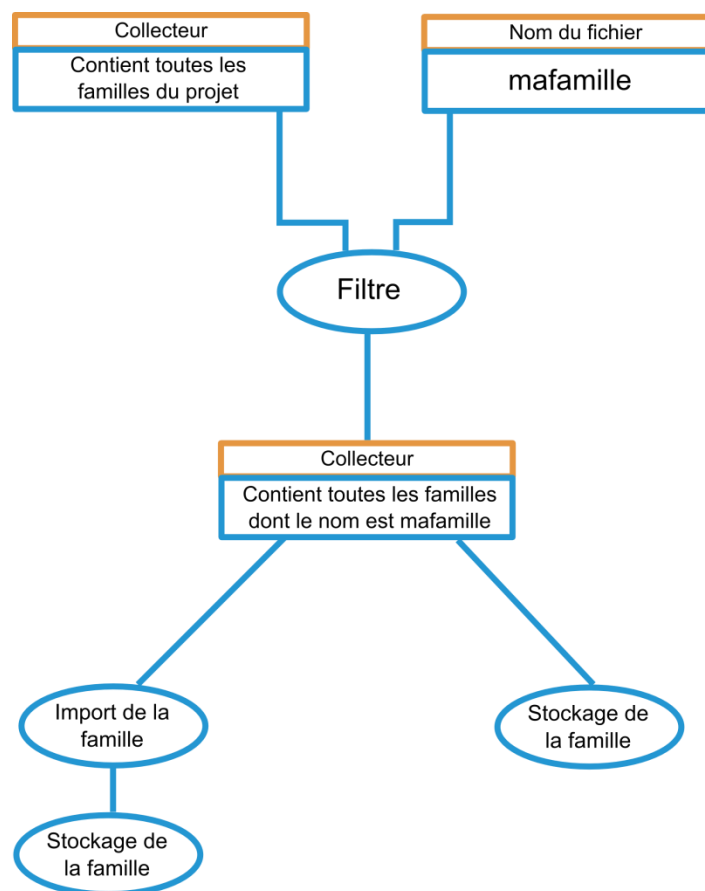 Collecteur
Contient toutes les
familles du projet
Nom du fichier
mafamille
Filtre
Collecteur
Contient toutes les familles
dont le nom est mafamille
Import de la
famille
Stockage de
la famille
Stockage de
la famille